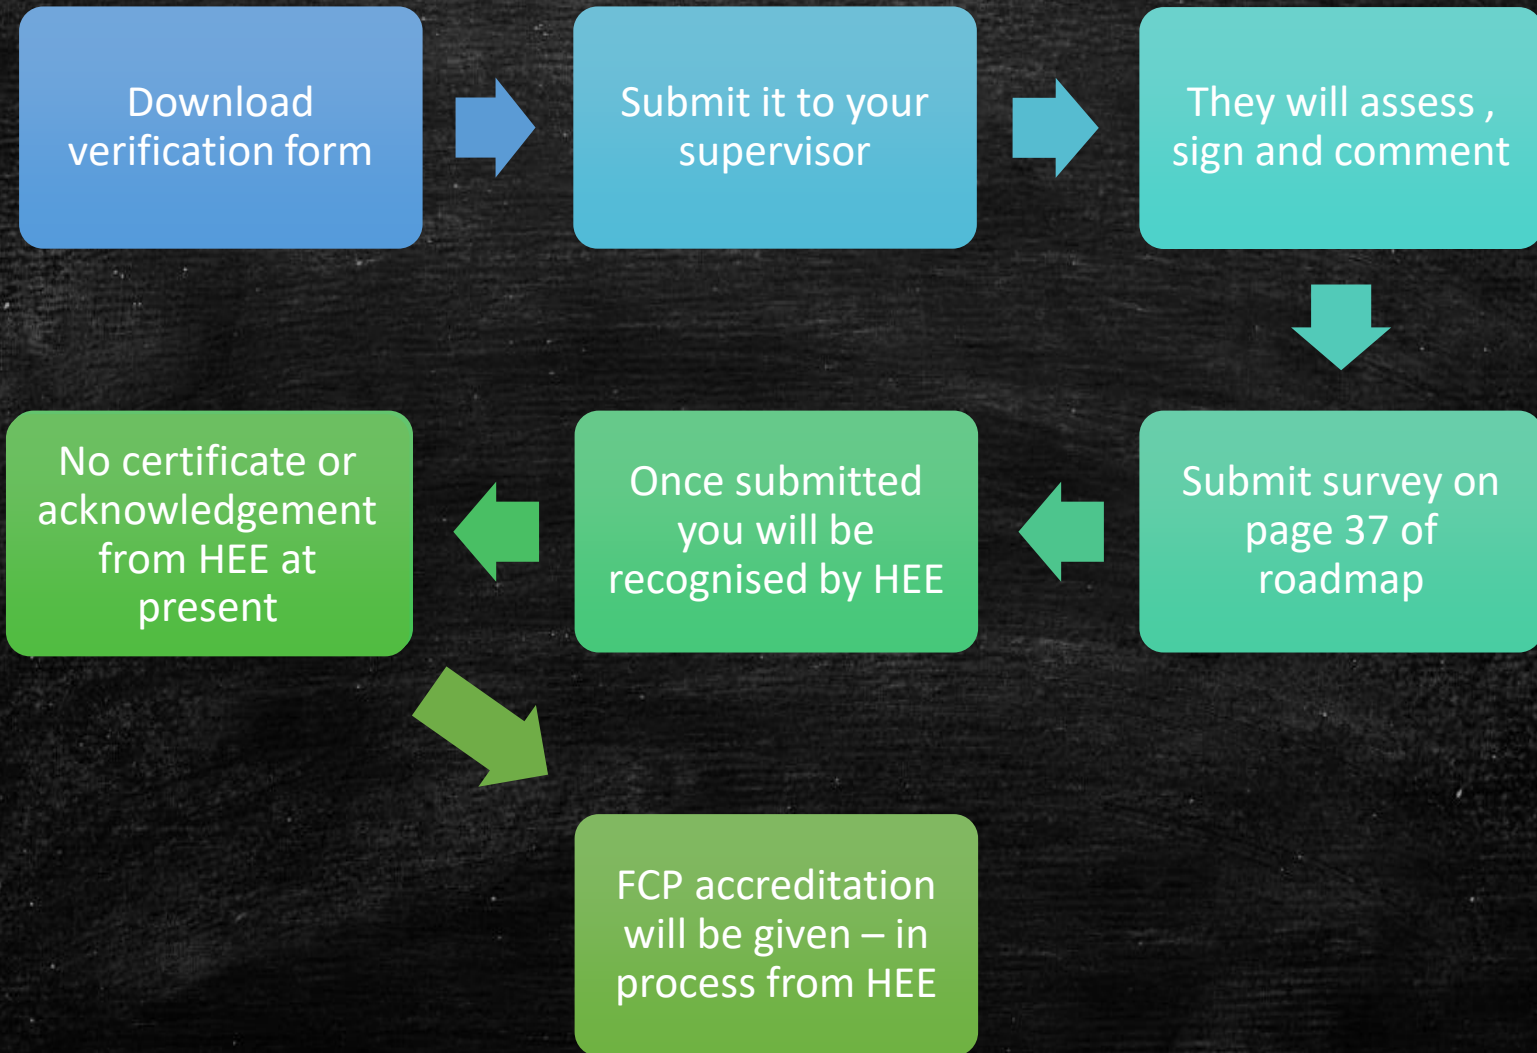 Download
verification form
Submit it to your
supervisor
They will assess ,
sign and comment
Submit survey on
page 37 of
roadmap
Once submitted
you will be
recognised by HEE
No certificate or
acknowledgement
from HEE at
present
FCP accreditation
will be given – in
process from HEE